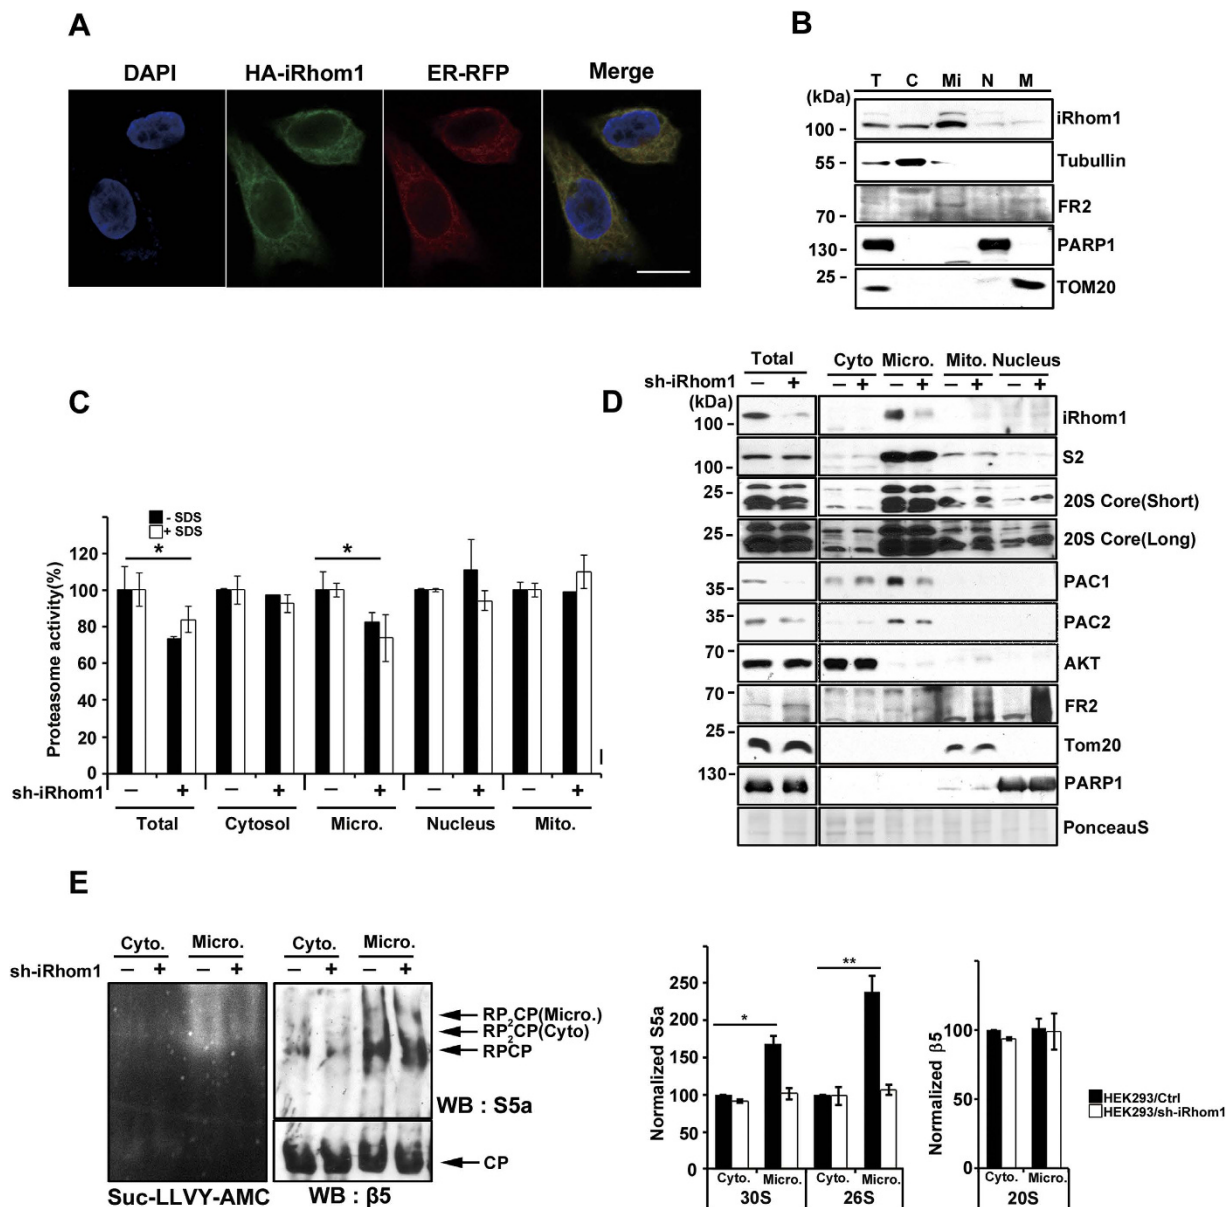 A
DAPI HA-iRhom1 ER-RFP Merge
B
T C Mi N M
(kDa)
100 - iRhom1
55 - Tubullin
70 - FR2
130 - PARP1
25 - TOM20
C
- SDS
+ SDS
* *
Proteasome activity(%)
120
100
80
60
40
20
0
sh-iRhom1 – + – + – + – + – +
Total Cytosol Micro. Nucleus Mito.
D
Total Cyto Micro. Mito. Nucleus
sh-iRhom1 – + – + – + – + – +
(kDa)
100 - iRhom1
100 - S2
25 - 20S Core(Short)
25 - 20S Core(Long)
35 - PAC1
35 - PAC2
70 - AKT
70 - FR2
25 - Tom20
130 - PARP1
PonceauS
E
Cyto. Micro. Cyto. Micro.
sh-iRhom1 – + – + – + – +
RP2CP(Micro.)
RP2CP(Cyto)
RPCP
WB : S5a
CP
Suc-LLVY-AMC WB : β5
Normalized S5a
250
200
150
100
50
0
* **
Cyto. Micro. Cyto. Micro.
30S 26S
Normalized β5
100
50
0
Cyto. Micro.
20S
HEK293/Ctrl
HEK293/sh-iRhom1